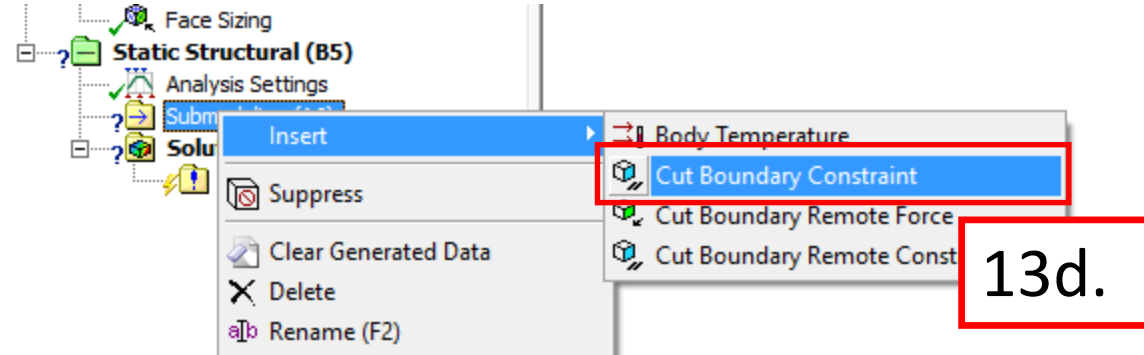 Face Sizing
Static Structural (B5)
Analysis Settings
Insert
Body Temperature
Cut Boundary Constraint
Suppress
Cut Boundary Remote Force
Clear Generated Data
Cut Boundary Remote Const
13d.
Delete
Rename (F2)